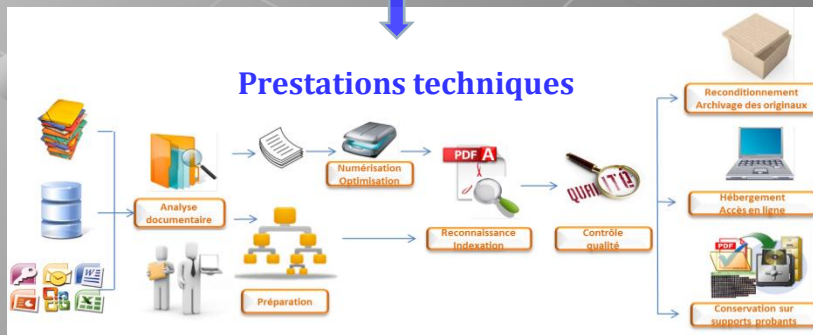 Prestations techniques
Reconditionnement
Archivage des originaux
PDF A
Numérisation
Optimisation
QUALITé
Analyse
documentaire
Reconnaissance
Indexation
Contrôle
qualité
Hébergement
Accès en ligne
Préparation
PDF
Conservation sur
supports probants